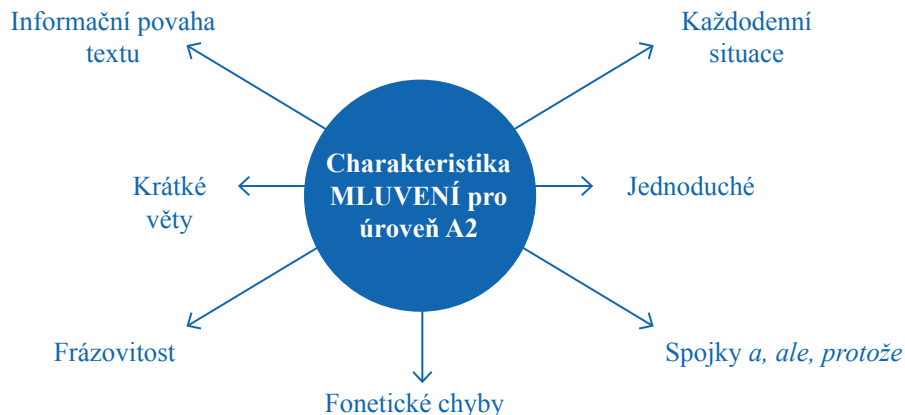 Informační povaha
textu
Každodenní
situace
Charakteristika
MLUVENÍ pro
úroveň A2
Krátké
věty
Jednoduché
Frázovitost
Spojky a, ale, protože
Fonetické chyby